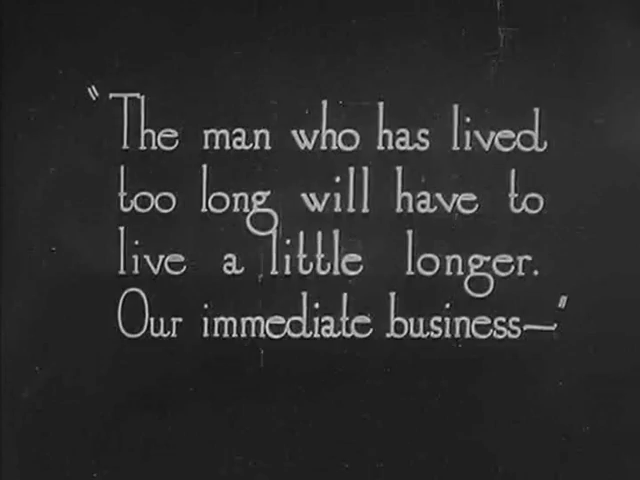 "The man who has lived
too long will have to
live a little longer.
Our immediate business—"